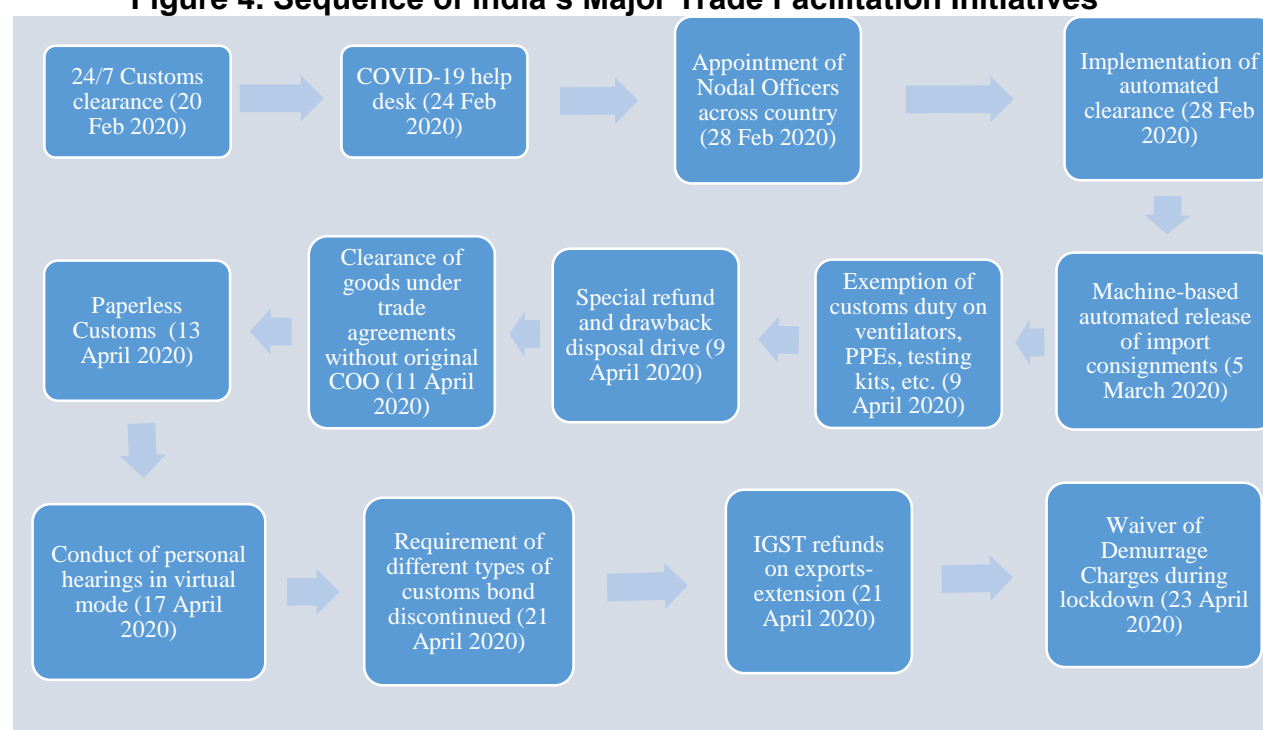 Figure 4: Sequence of India's Major Trade Facilitation Initiatives
24/7 Customs
clearance (20
Feb 2020)
COVID-19 help
desk (24 Feb
2020)
Appointment of
Nodal Officers
across country
(28 Feb 2020)
Implementation of
automated
clearance (28 Feb
2020)
Machine-based
automated release
of import
consignments (5
March 2020)
Exemption of
customs duty on
ventilators,
PPEs, testing
kits, etc. (9
April 2020)
Special refund
and drawback
disposal drive (9
April 2020)
Clearance of
goods under
trade
agreements
without original
COO (11 April
2020)
Paperless
Customs (13
April 2020)
Conduct of personal
hearings in virtual
mode (17 April
2020)
Requirement of
different types of
customs bond
discontinued (21
April 2020)
IGST refunds
on exports-
extension (21
April 2020)
Waiver of
Demurrage
Charges during
lockdown (23 April
2020)